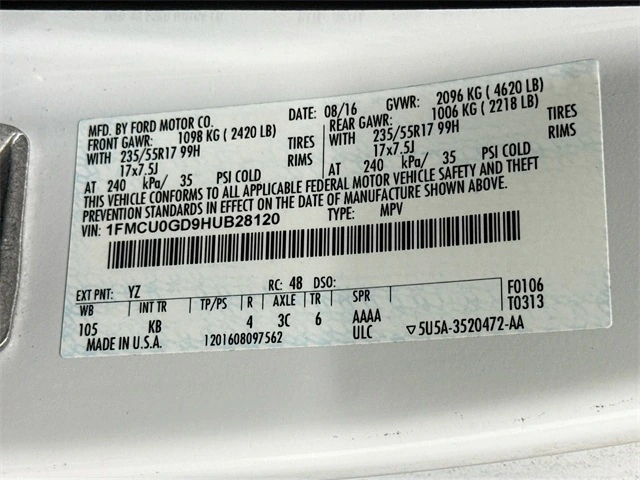 MFD. BY FORD MOTOR CO. DATE: 08/16 GVWR: 2096 KG ( 4620 LB)
FRONT GAWR: 1098 KG ( 2420 LB) REAR GAWR: 1006 KG ( 2218 LB)
WITH 235/55R17 99H TIRES WITH 235/55R17 99H TIRES
17x7.5J RIMS 17x7.5J RIMS
AT 240 kPa/ 35 PSI COLD AT 240 kPa/ 35 PSI COLD
THIS VEHICLE CONFORMS TO ALL APPLICABLE FEDERAL MOTOR VEHICLE SAFETY AND THEFT
PREVENTION STANDARDS IN EFFECT ON THE DATE OF MANUFACTURE SHOWN ABOVE.
VIN: 1FMCU0GD9HUB28120 TYPE: MPV
F0106
T0313
EXT PNT: YZ RC: 48 DSO:
WB INT TR TP/PS R AXLE TR SPR
105 KB 4 3C 6 AAAA
MADE IN U.S.A. 1201608097562 ULC ▽5U5A-3520472-AA